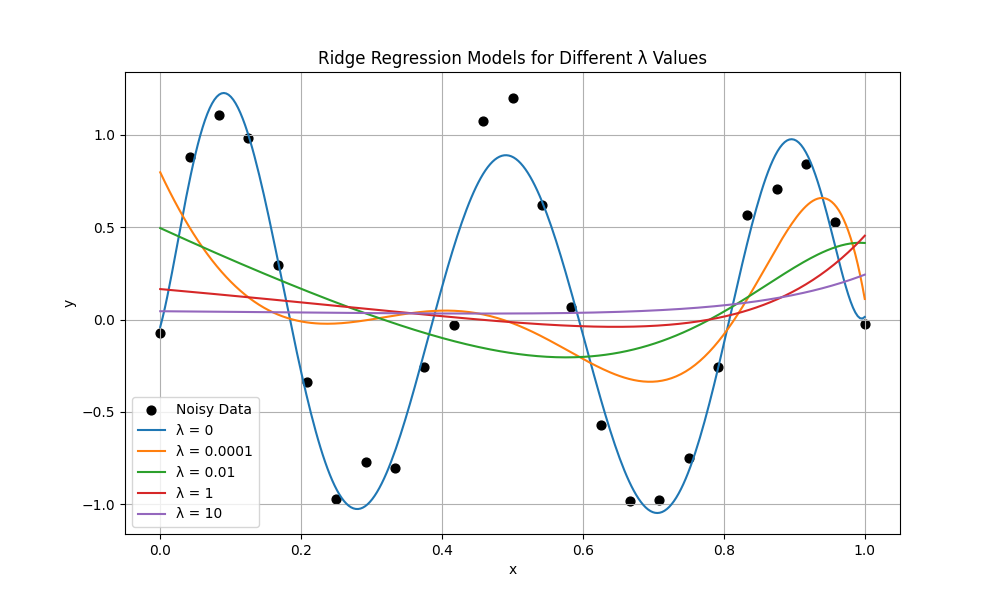 Ridge Regression Models for Different λ Values
y
1.0
0.5
0.0
−0.5
−1.0
Noisy Data
λ = 0
λ = 0.0001
λ = 0.01
λ = 1
λ = 10
0.0 0.2 0.4 0.6 0.8 1.0
x